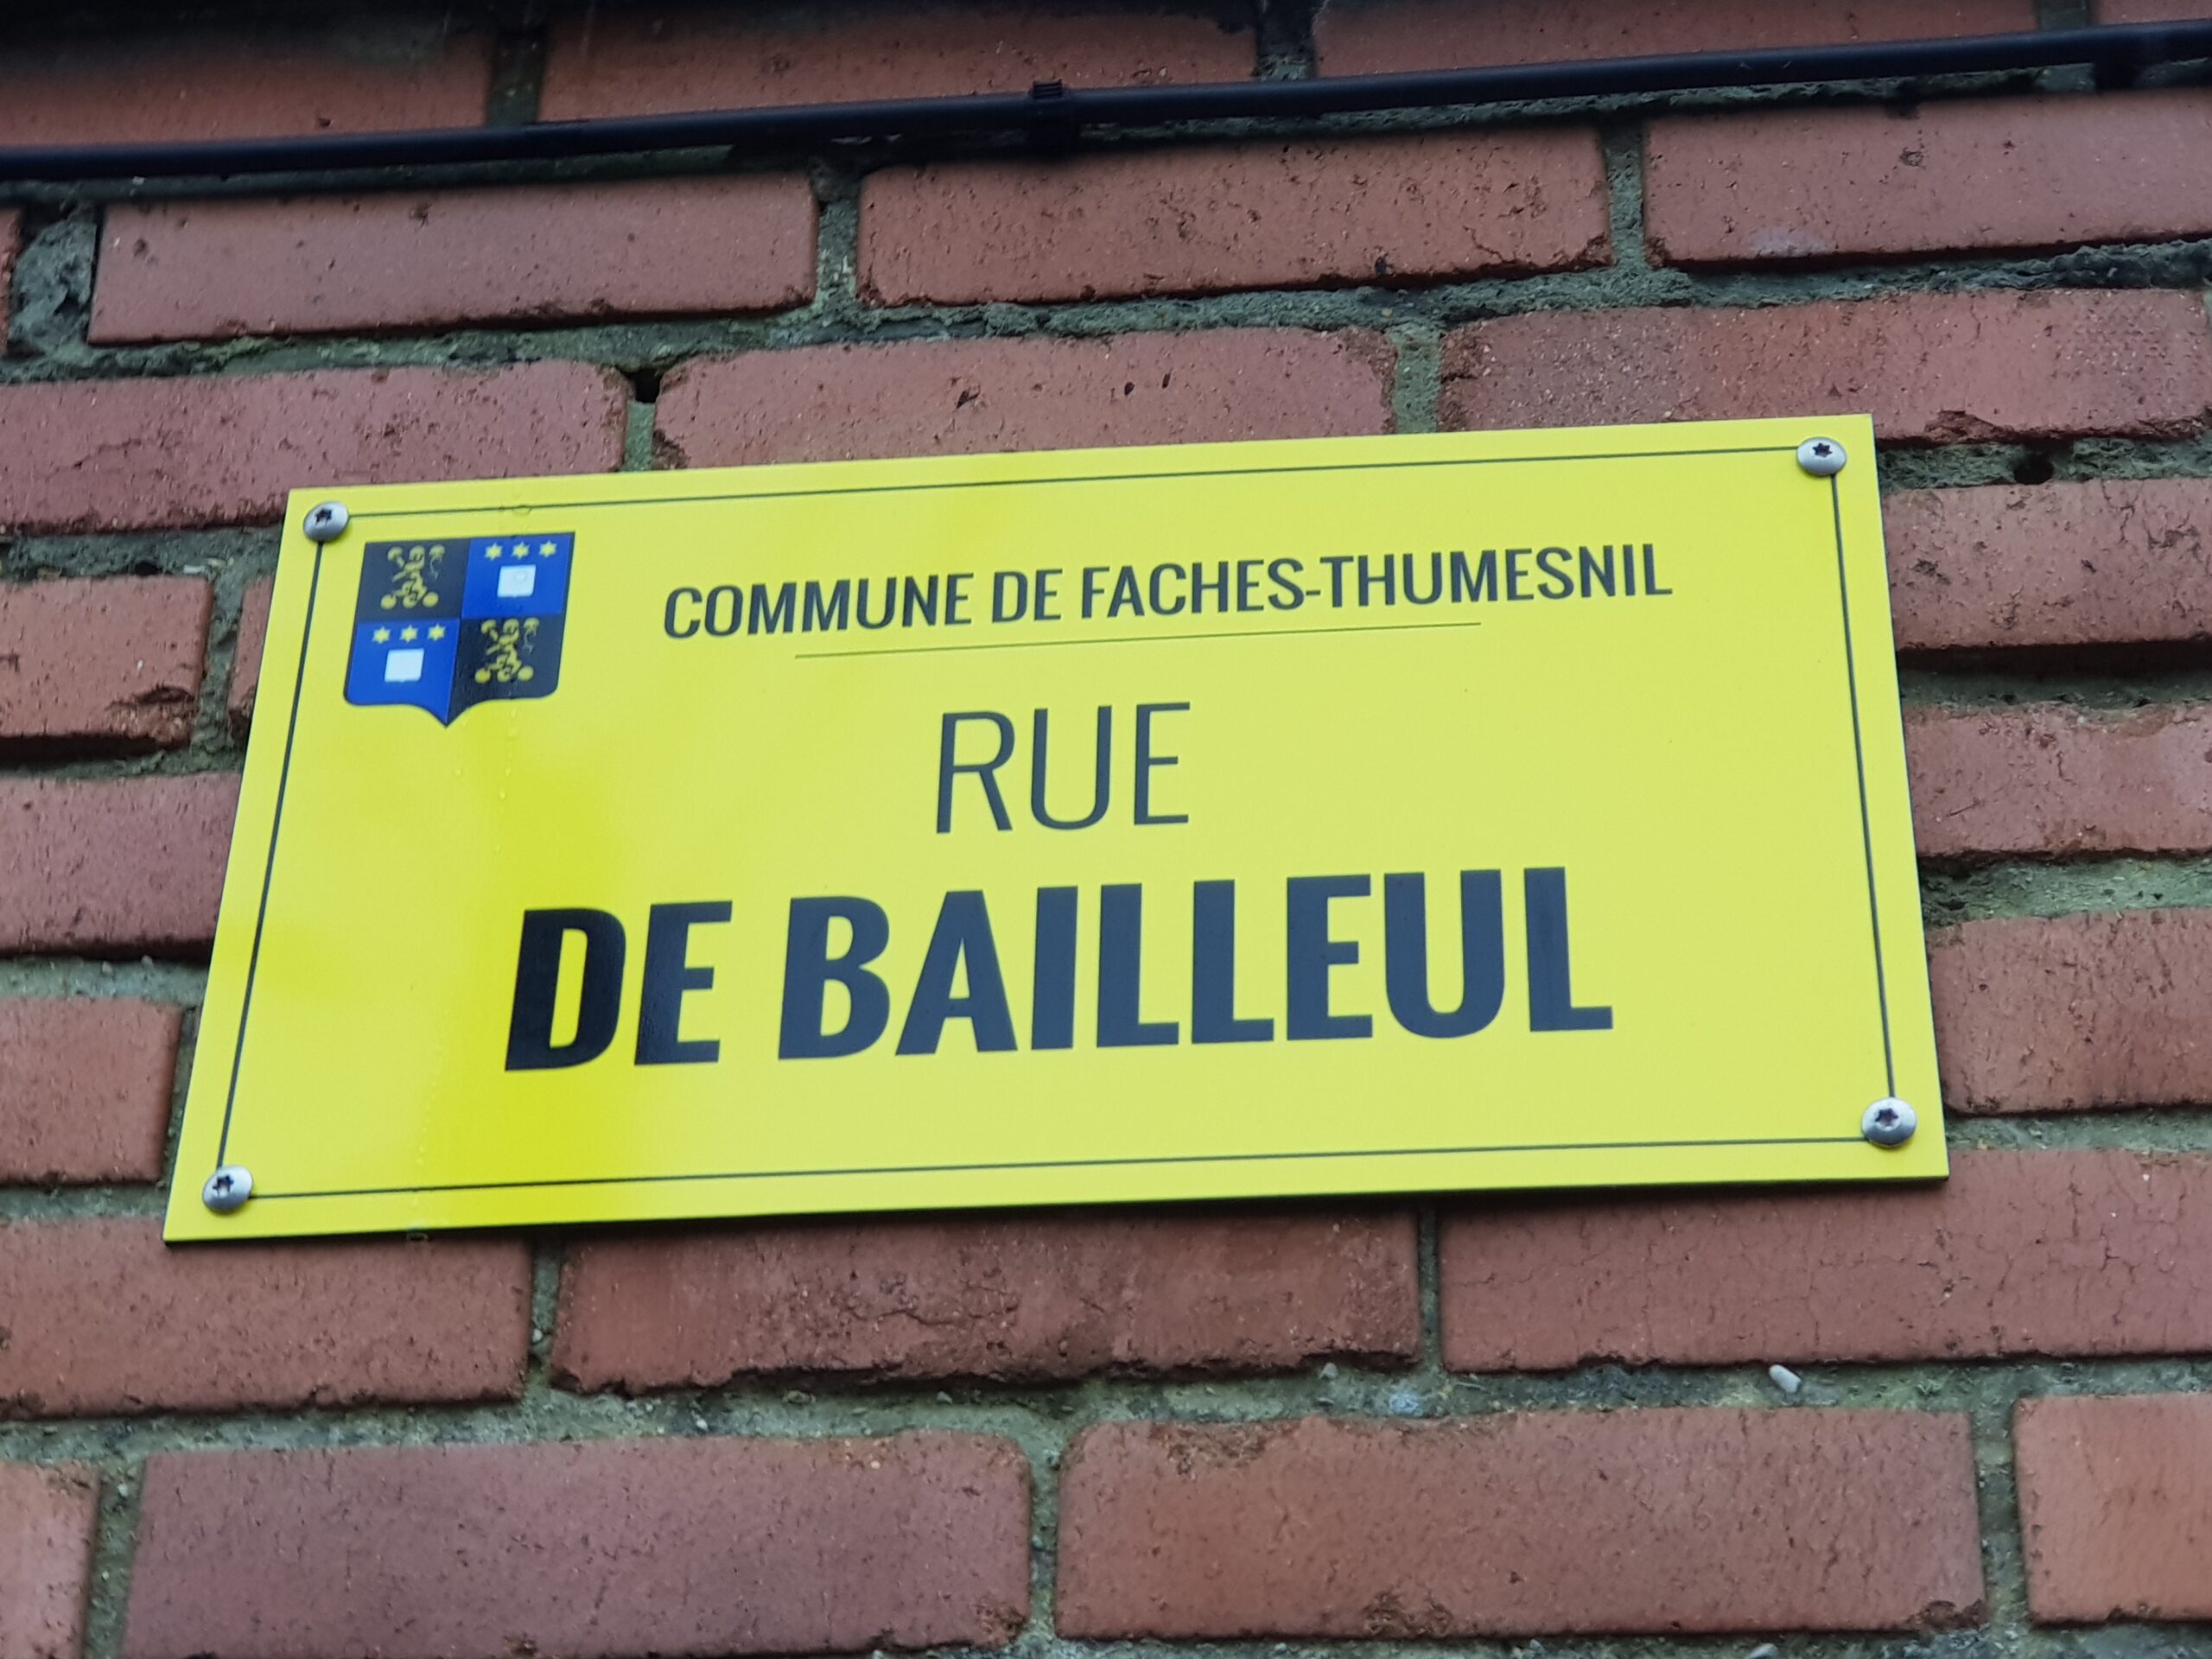 COMMUNE DE FACHES-THUMESNIL
RUE
DE BAILLEUL